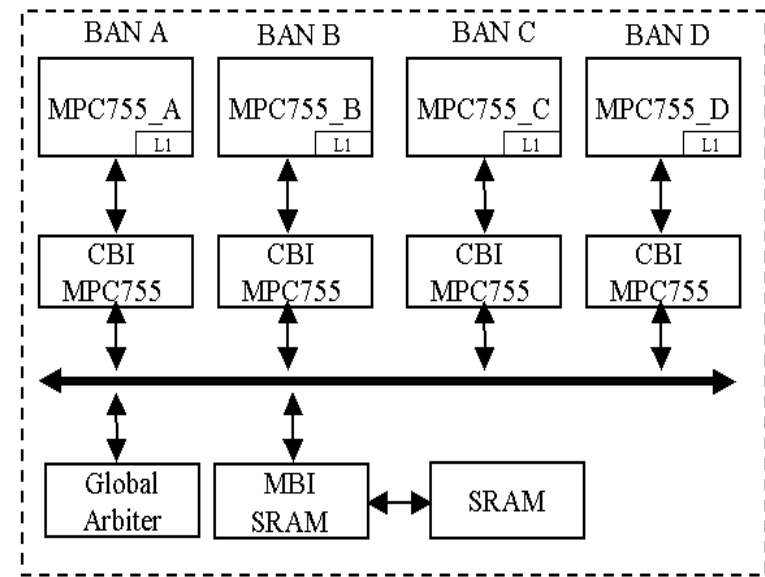 BAN A
BAN B
BAN C
BAN D
MPC755_A
MPC755_B
MPC755_C
MPC755_D
L1
L1
L1
L1
CBI
MPC755
CBI
MPC755
CBI
MPC755
CBI
MPC755
Global
Arbiter
MBI
SRAM
SRAM